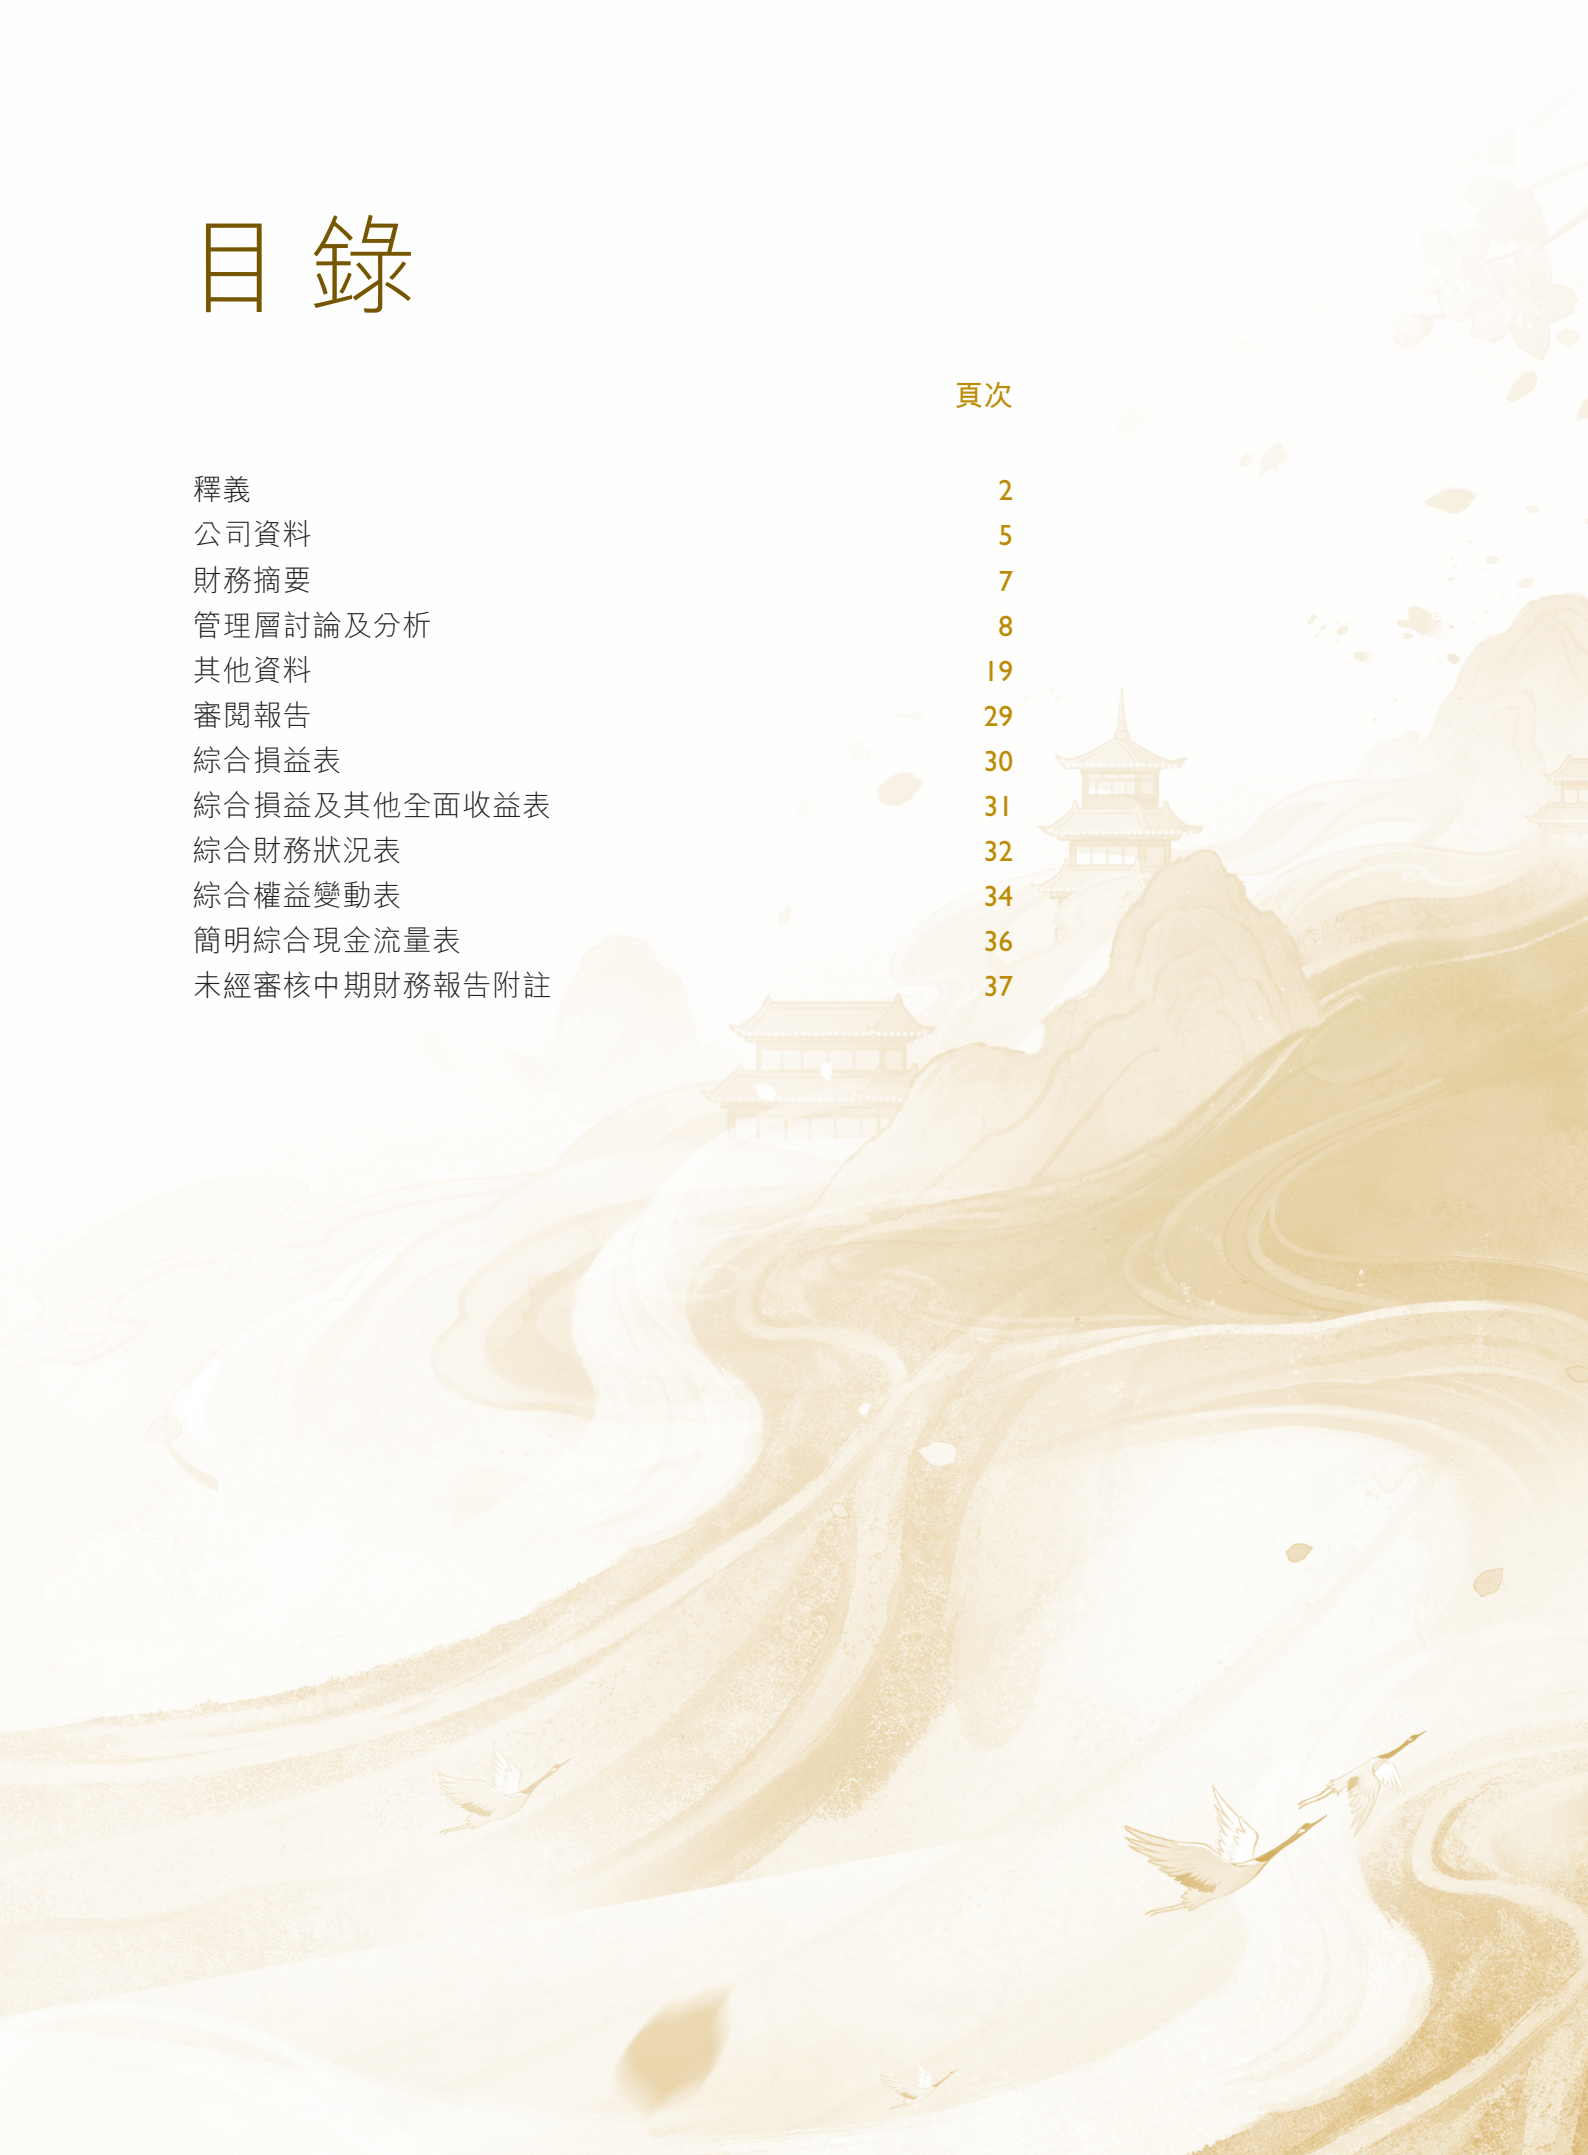 目錄
頁次
釋義 2
公司資料 5
財務摘要 7
管理層討論及分析 8
其他資料 19
審閱報告 29
綜合損益表 30
綜合損益及其他全面收益表 31
綜合財務狀況表 32
綜合權益變動表 34
簡明綜合現金流量表 36
未經審核中期財務報告附註 37